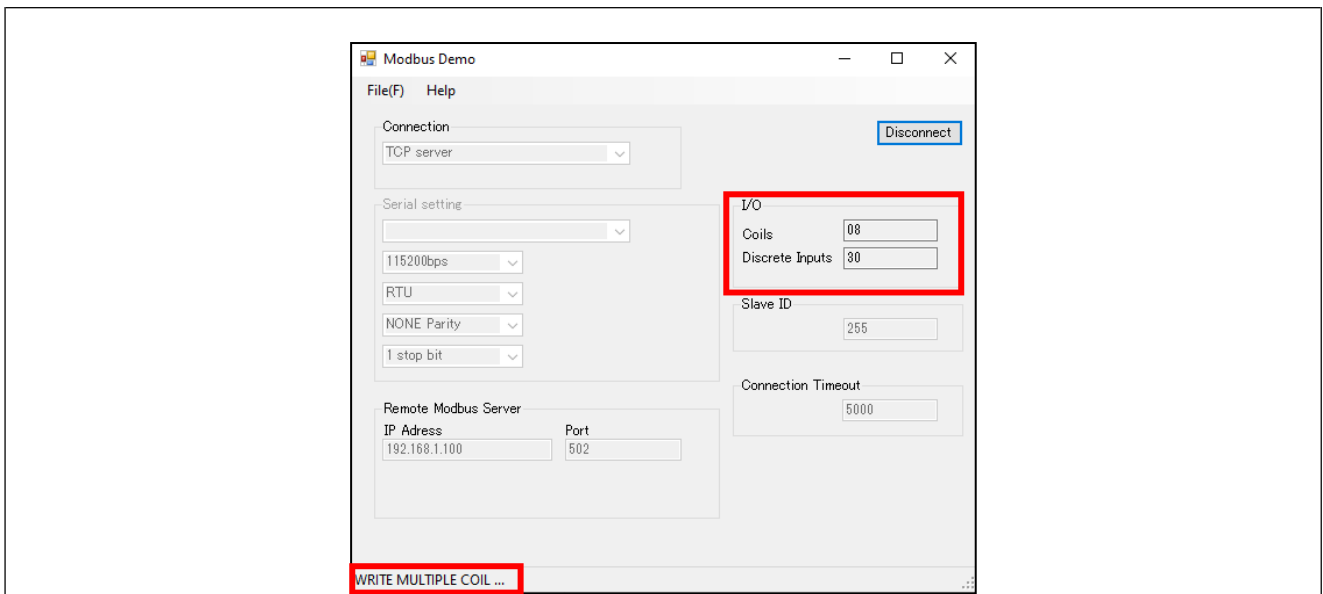 Modbus Demo
File(F) Help
Connection
TCP server
Disconnect
Serial setting
115200bps
RTU
NONE Parity
1 stop bit
I/O
Coils 08
Discrete Inputs 30
Slave ID
255
Connection Timeout
5000
Remote Modbus Server
IP Adress Port
192.168.1.100 502
WRITE MULTIPLE COIL ...